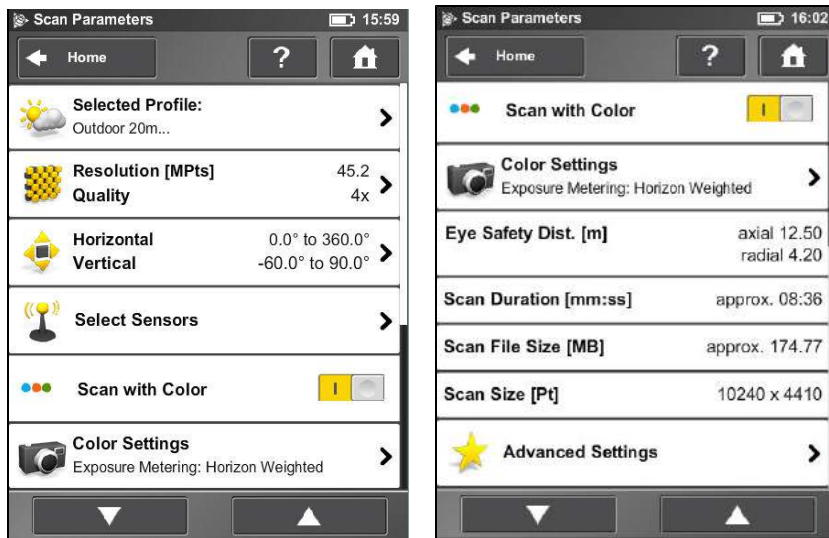 Scan Parameters 15:59
Home ?
Selected Profile:
Outdoor 20m...
Resolution [MPts] 45.2
Quality 4x
Horizontal 0.0° to 360.0°
Vertical -60.0° to 90.0°
Select Sensors
Scan with Color I
Color Settings
Exposure Metering: Horizon Weighted
Scan Parameters 16:02
Home ?
Scan with Color I
Color Settings
Exposure Metering: Horizon Weighted
Eye Safety Dist. [m] axial 12.50
radial 4.20
Scan Duration [mm:ss] approx. 08:36
Scan File Size [MB] approx. 174.77
Scan Size [Pt] 10240 x 4410
Advanced Settings